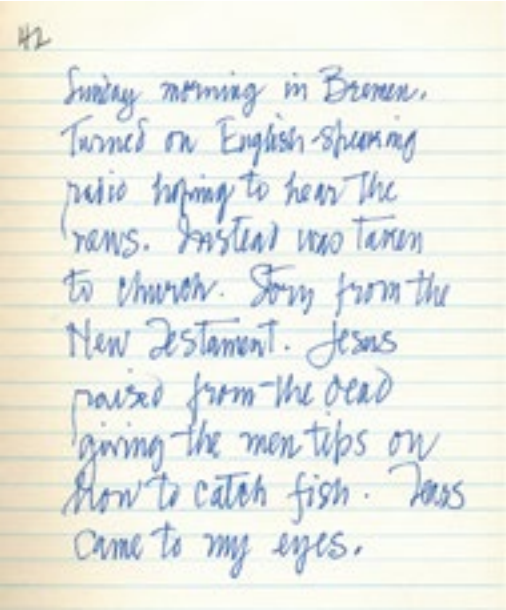 42
Sunday morning in Bremen.
Turned on English-speaking
radio hoping to hear the
news. Instead was taken
to church. Story from the
New Testament. Jesus
raised from the dead
giving the men tips on
how to catch fish. Tears
came to my eyes.